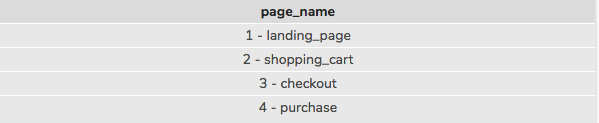 page_name
1 - landing_page
2 - shopping_cart
3 - checkout
4 - purchase